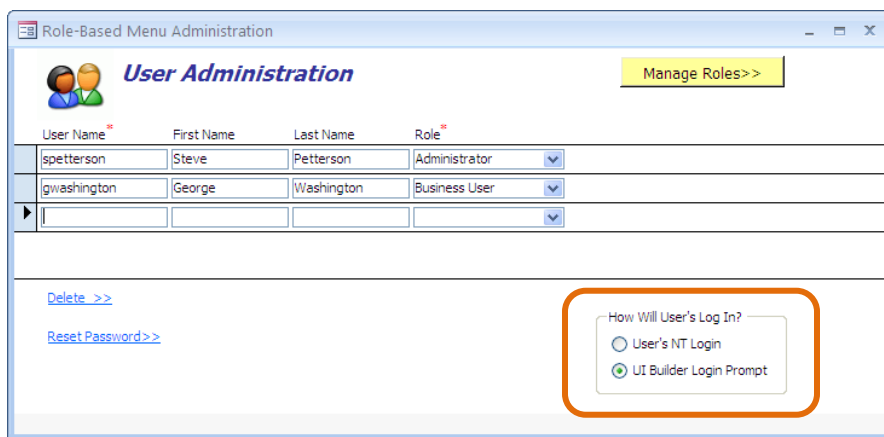 Role-Based Menu Administration
User Administration
Manage Roles>>
User Name* First Name Last Name Role*
spetterson Steve Petterson Administrator
gwashington George Washington Business User
Delete >>
Reset Password>>
How Will User's Log In?
User's NT Login
UI Builder Login Prompt